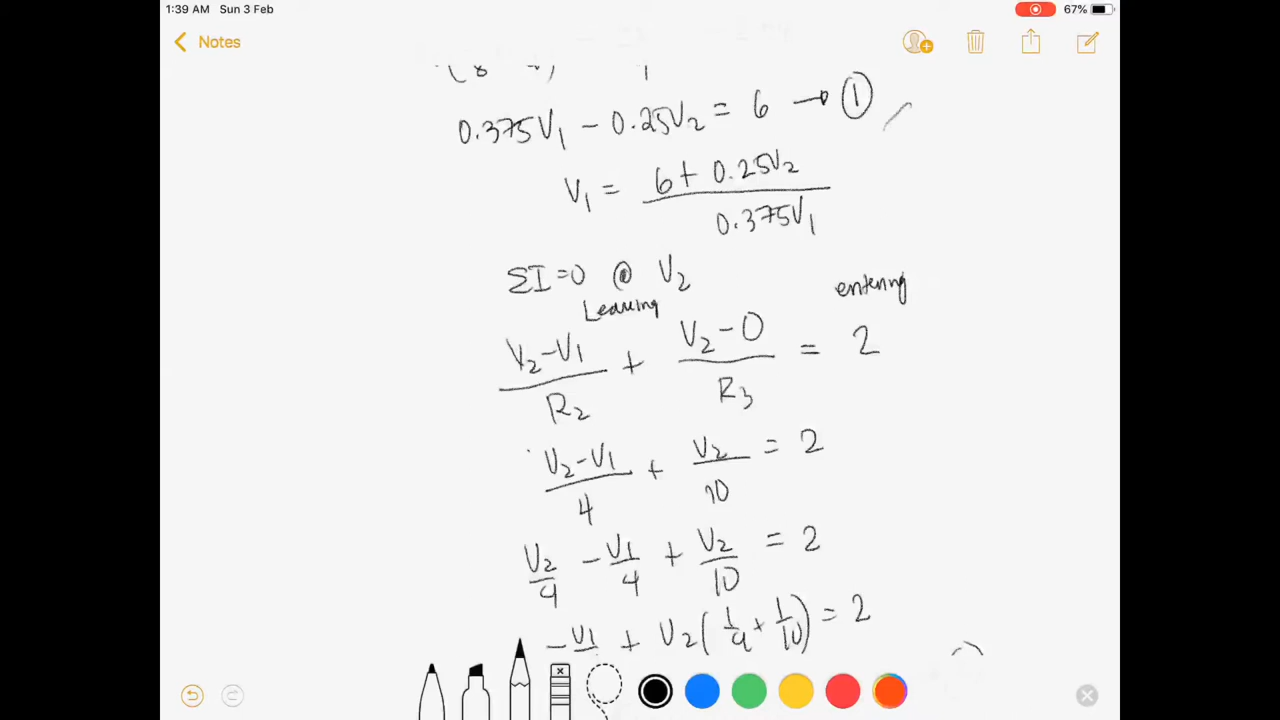 1:39 AM Sun 3 Feb 67%
Notes
0.375V₁ − 0.25V₂ = 6 → ①
V₁ = (6 + 0.25V₂) / 0.375V₁
ΣI=0 @ V₂
Leaving entering
(V₂−V₁)/R₂ + (V₂−0)/R₃ = 2
(V₂−V₁)/4 + V₂/10 = 2
V₂/4 − V₁/4 + V₂/10 = 2
−V₁ + V₂(1/4 + 1/10) = 2